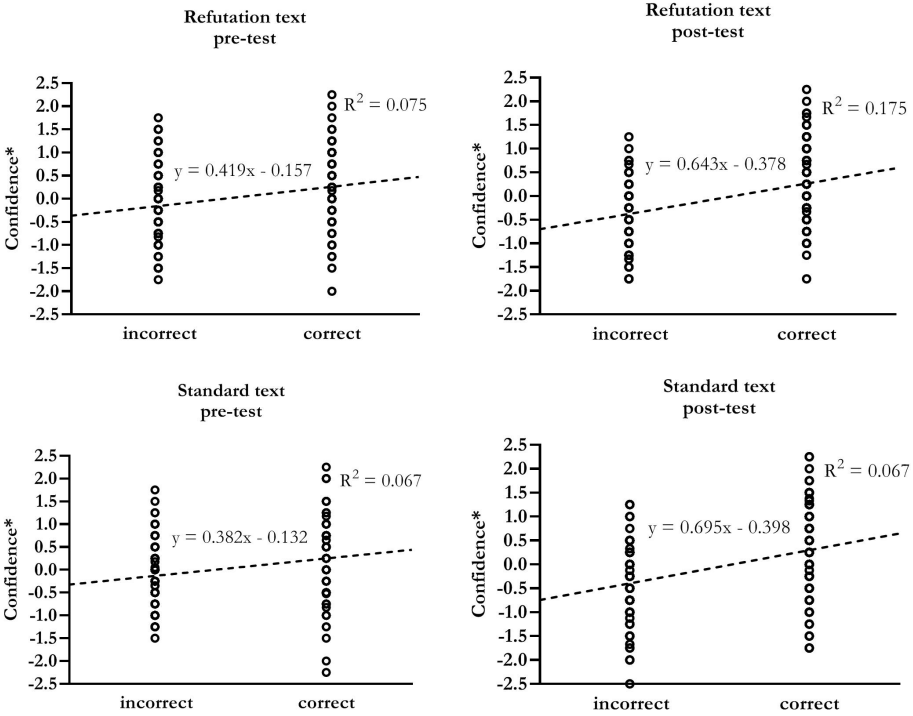 Refutation text
pre-test
2.5
2.0
1.5
1.0
0.5
0.0
-0.5
-1.0
-1.5
-2.0
-2.5
Confidence*
R² = 0.075
y = 0.419x - 0.157
incorrect
correct
Refutation text
post-test
2.5
2.0
1.5
1.0
0.5
0.0
-0.5
-1.0
-1.5
-2.0
-2.5
Confidence*
R² = 0.175
y = 0.643x - 0.378
incorrect
correct
Standard text
pre-test
2.5
2.0
1.5
1.0
0.5
0.0
-0.5
-1.0
-1.5
-2.0
-2.5
Confidence*
R² = 0.067
y = 0.382x - 0.132
incorrect
correct
Standard text
post-test
2.5
2.0
1.5
1.0
0.5
0.0
-0.5
-1.0
-1.5
-2.0
-2.5
Confidence*
R² = 0.067
y = 0.695x - 0.398
incorrect
correct